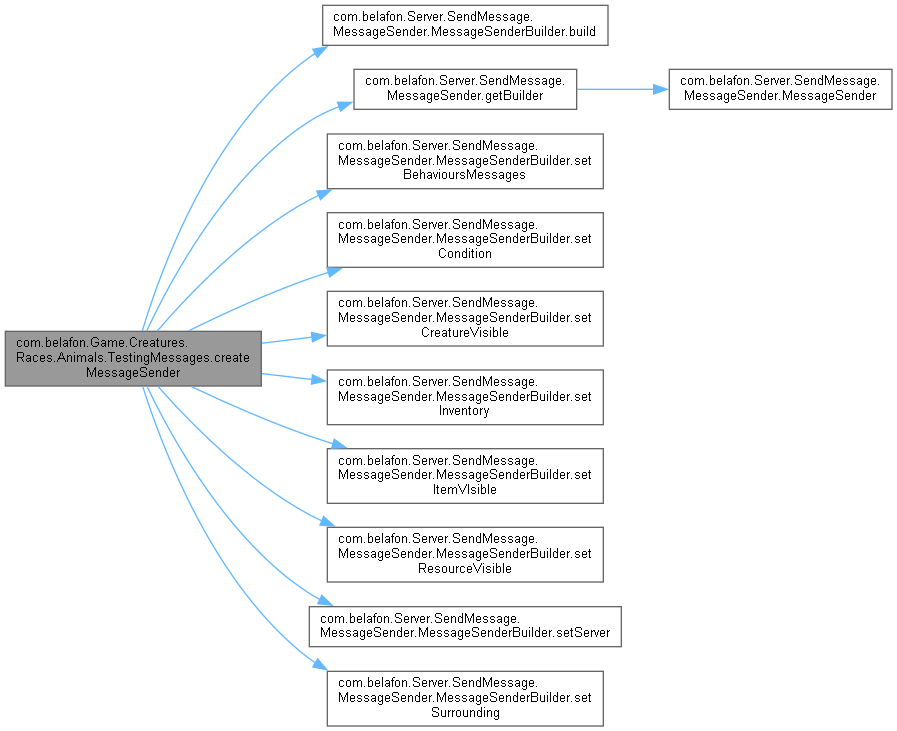 com.belafon.Server.SendMessage.
MessageSender.MessageSenderBuilder.build
com.belafon.Server.SendMessage.
MessageSender.getBuilder
com.belafon.Server.SendMessage.
MessageSender.MessageSender
com.belafon.Server.SendMessage.
MessageSender.MessageSenderBuilder.set
BehavioursMessages
com.belafon.Server.SendMessage.
MessageSender.MessageSenderBuilder.set
Condition
com.belafon.Server.SendMessage.
MessageSender.MessageSenderBuilder.set
CreatureVisible
com.belafon.Game.Creatures.
Races.Animals.TestingMessages.create
MessageSender
com.belafon.Server.SendMessage.
MessageSender.MessageSenderBuilder.set
Inventory
com.belafon.Server.SendMessage.
MessageSender.MessageSenderBuilder.set
ItemVIsible
com.belafon.Server.SendMessage.
MessageSender.MessageSenderBuilder.set
ResourceVisible
com.belafon.Server.SendMessage.
MessageSender.MessageSenderBuilder.setServer
com.belafon.Server.SendMessage.
MessageSender.MessageSenderBuilder.set
Surrounding